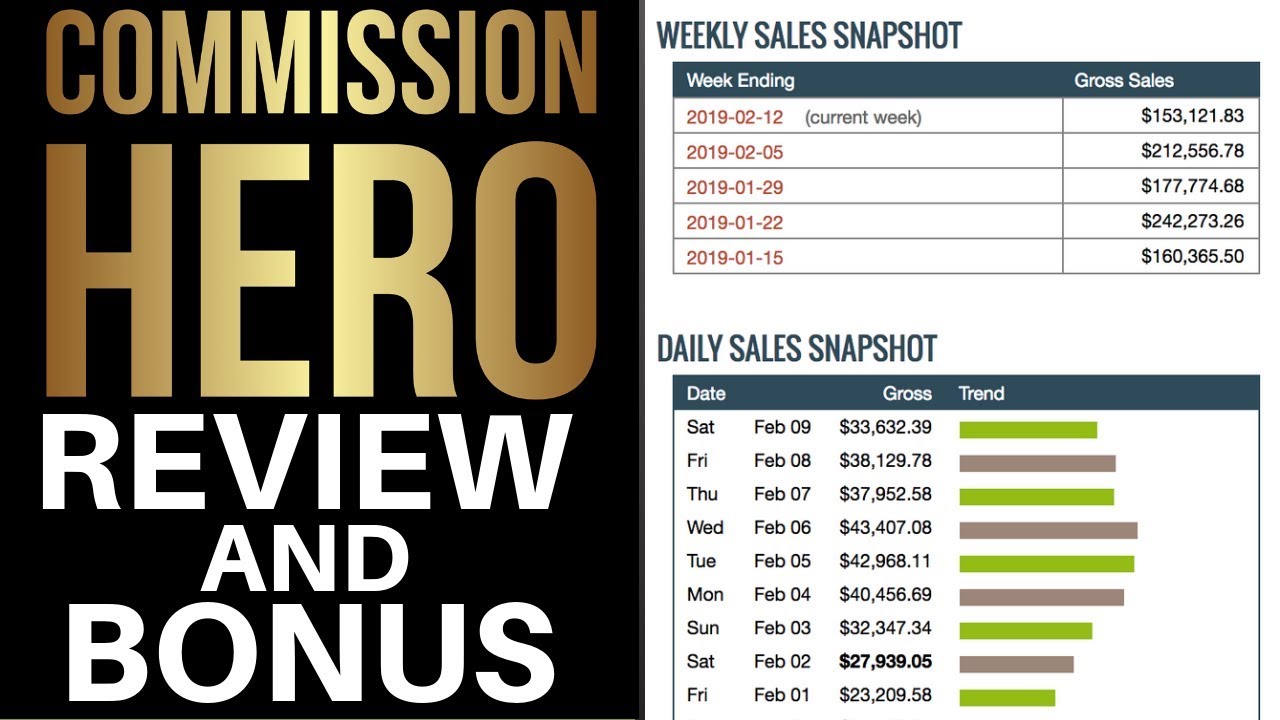 COMMISSION
HERO
REVIEW
AND
BONUS
WEEKLY SALES SNAPSHOT
Week Ending Gross Sales
2019-02-12 (current week) $153,121.83
2019-02-05 $212,556.78
2019-01-29 $177,774.68
2019-01-22 $242,273.26
2019-01-15 $160,365.50
DAILY SALES SNAPSHOT
Date Gross Trend
Sat Feb 09 $33,632.39
Fri Feb 08 $38,129.78
Thu Feb 07 $37,952.58
Wed Feb 06 $43,407.08
Tue Feb 05 $42,968.11
Mon Feb 04 $40,456.69
Sun Feb 03 $32,347.34
Sat Feb 02 $27,939.05
Fri Feb 01 $23,209.58